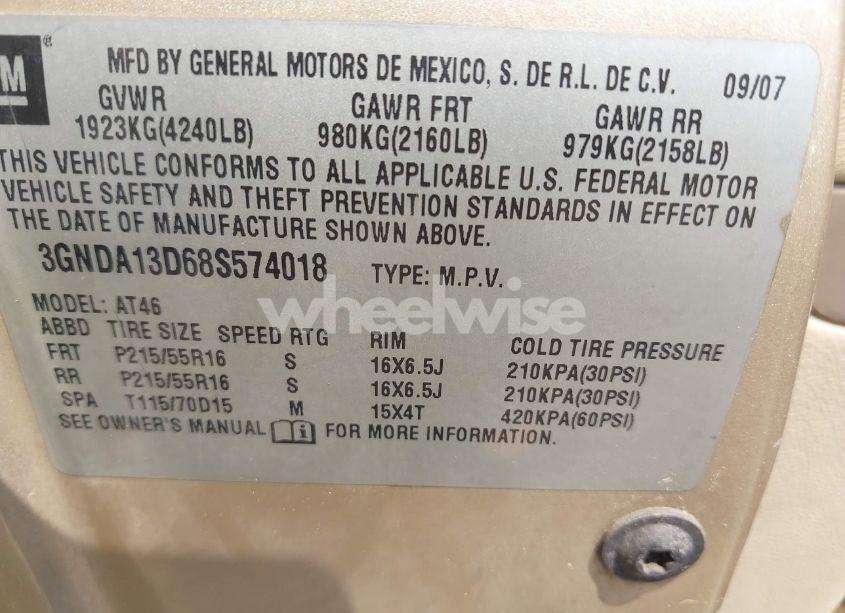 GM ®
MFD BY GENERAL MOTORS DE MEXICO, S. DE R.L. DE C.V. 09/07
GVWR GAWR FRT GAWR RR
1923KG(4240LB) 980KG(2160LB) 979KG(2158LB)
THIS VEHICLE CONFORMS TO ALL APPLICABLE U.S. FEDERAL MOTOR
VEHICLE SAFETY AND THEFT PREVENTION STANDARDS IN EFFECT ON
THE DATE OF MANUFACTURE SHOWN ABOVE.
3GNDA13D68S574018 TYPE: M.P.V.
wheelwise
MODEL: AT46
ABBD TIRE SIZE SPEED RTG RIM COLD TIRE PRESSURE
FRT P215/55R16 S 16X6.5J 210KPA(30PSI)
RR P215/55R16 S 16X6.5J 210KPA(30PSI)
SPA T115/70D15 M 15X4T 420KPA(60PSI)
SEE OWNER'S MANUAL i FOR MORE INFORMATION.